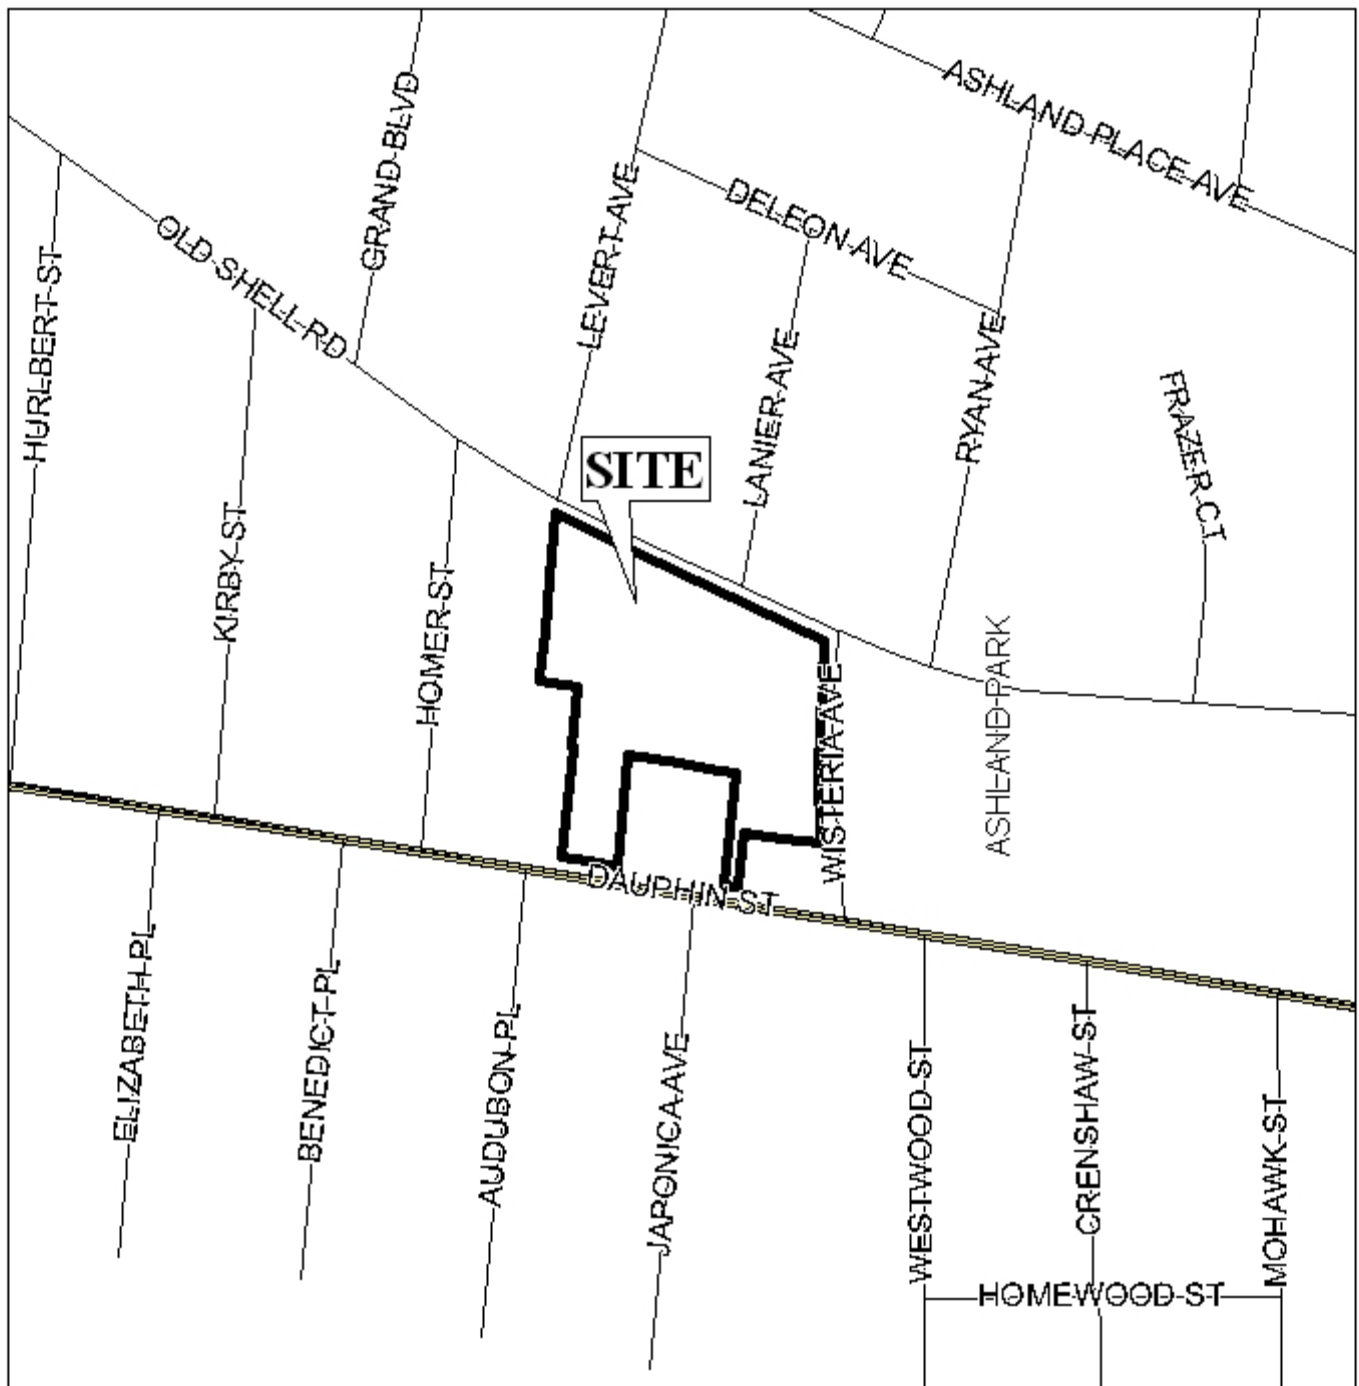 ASHLAND PLACE AVE
GRAND BLVD
DELEON AVE
LEVERT AVE
OLD SHELL RD
HURLBERT ST
LANIER AVE
RYAN AVE
FRAZER CT
SITE
KIRBY ST
HOMER ST
ASHLAND PARK
WISTERIA AVE
DAUPHIN ST
ELIZABETH PL
BENEDICT PL
AUDUBON PL
JAPONICA AVE
WESTWOOD ST
CRENSHAW ST
MOHAWK ST
HOMEWOOD ST